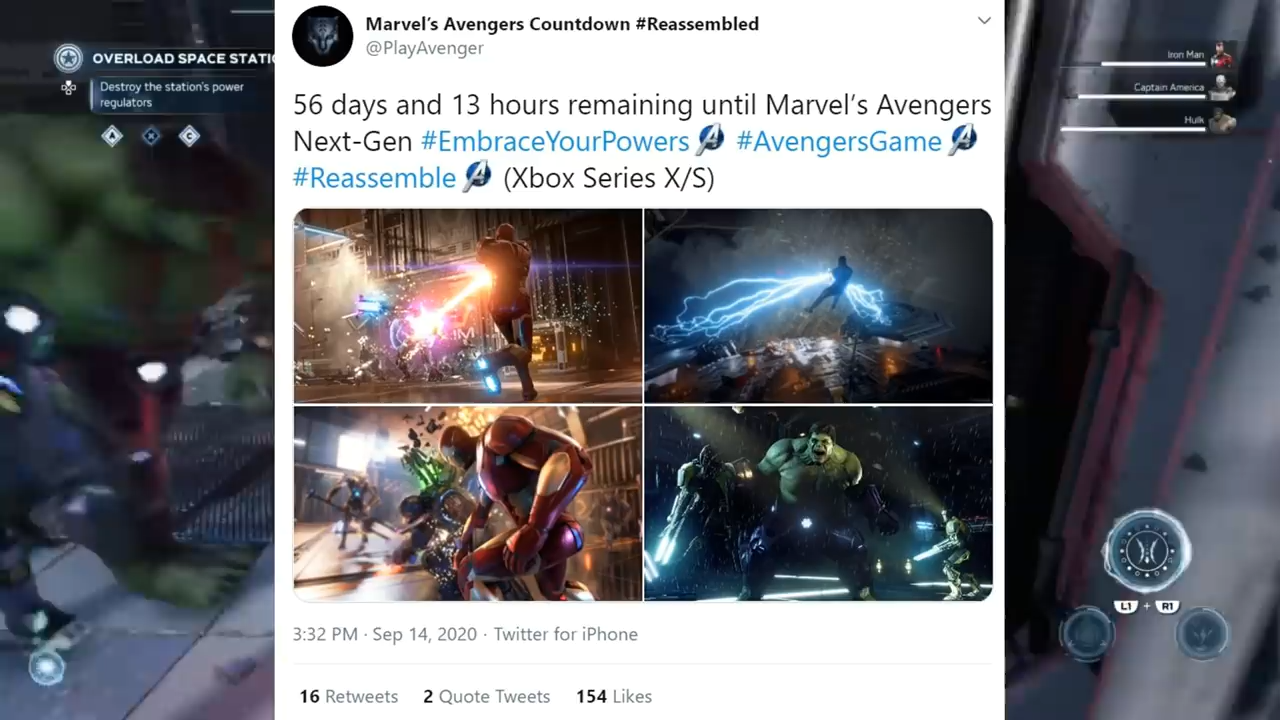 OVERLOAD SPACE STATI
Destroy the station's power
regulators
Marvel's Avengers Countdown #Reassembled
@PlayAvenger
56 days and 13 hours remaining until Marvel's Avengers
Next-Gen #EmbraceYourPowers #AvengersGame
#Reassemble (Xbox Series X/S)
3:32 PM · Sep 14, 2020 · Twitter for iPhone
16 Retweets 2 Quote Tweets 154 Likes
Iron Man
Captain America
Hulk
L1 + R1